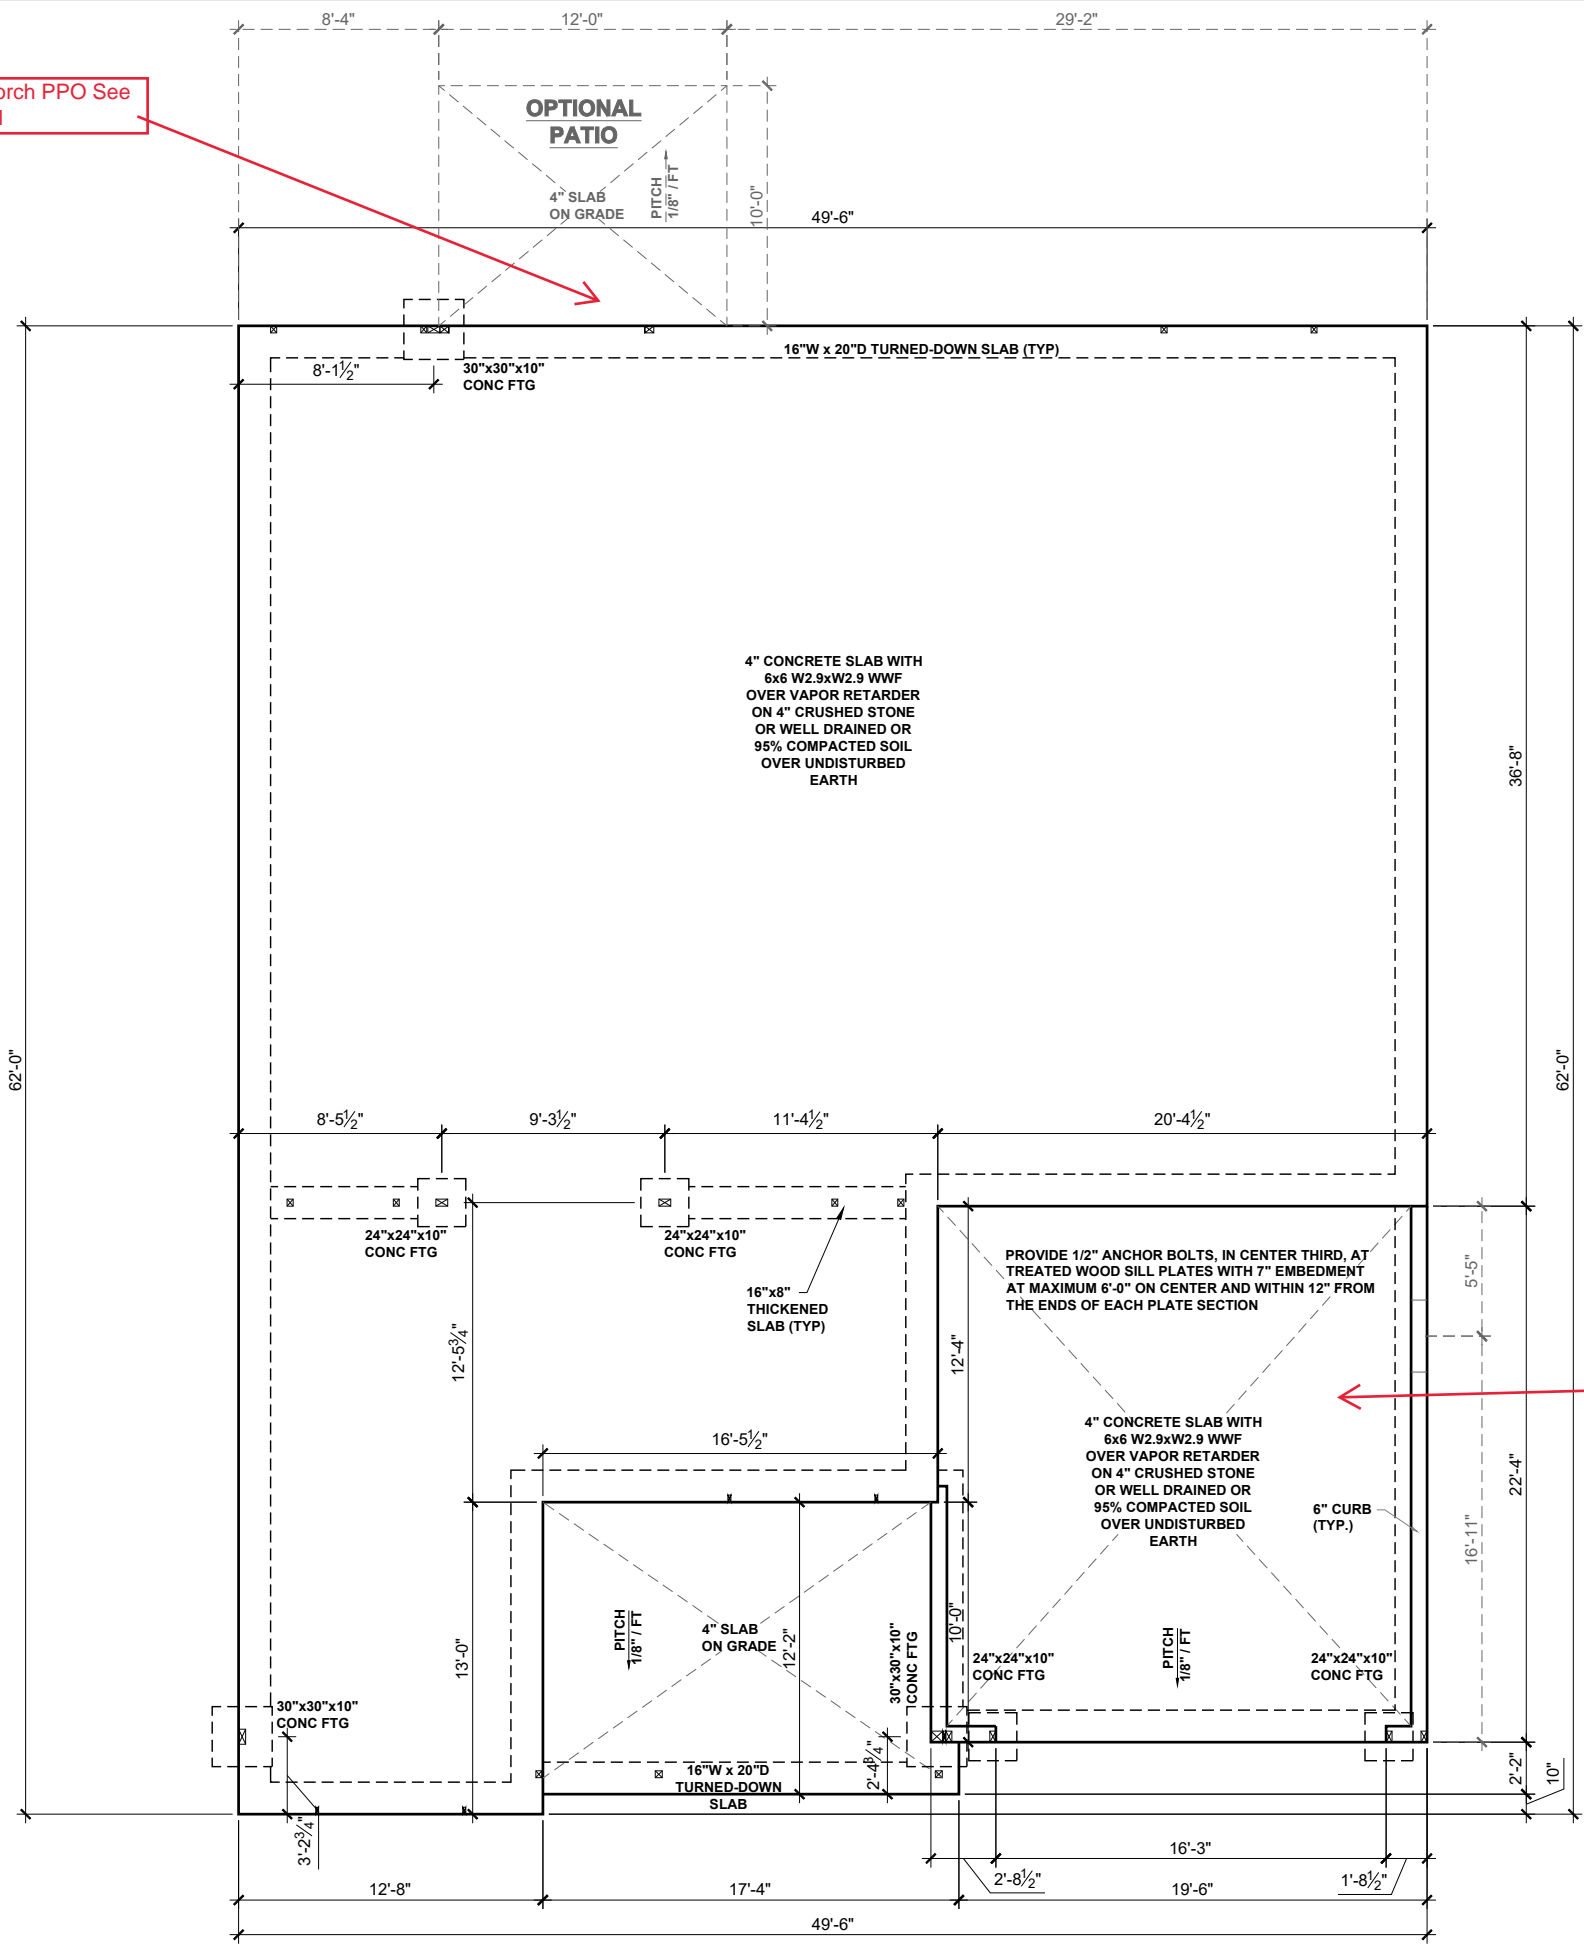 8'-4"
12'-0"
29'-2"
PPO See
OPTIONAL
PATIO
4" SLAB
ON GRADE
PITCH
1/8" / FT
10'-0"
49'-6"
16"W x 20"D TURNED-DOWN SLAB (TYP)
8'-1½"
30"x30"x10"
CONC FTG
4" CONCRETE SLAB WITH
6x6 W2.9xW2.9 WWF
OVER VAPOR RETARDER
ON 4" CRUSHED STONE
OR WELL DRAINED OR
95% COMPACTED SOIL
OVER UNDISTURBED
EARTH
36'-8"
62'-0"
62'-0"
8'-5½"
9'-3½"
11'-4½"
20'-4½"
24"x24"x10"
CONC FTG
24"x24"x10"
CONC FTG
16"x8"
THICKENED
SLAB (TYP)
PROVIDE 1/2" ANCHOR BOLTS, IN CENTER THIRD, AT
TREATED WOOD SILL PLATES WITH 7" EMBEDMENT
AT MAXIMUM 6'-0" ON CENTER AND WITHIN 12" FROM
THE ENDS OF EACH PLATE SECTION
5'-5"
12'-5¾"
12'-4"
16'-5½"
4" CONCRETE SLAB WITH
6x6 W2.9xW2.9 WWF
OVER VAPOR RETARDER
ON 4" CRUSHED STONE
OR WELL DRAINED OR
95% COMPACTED SOIL
OVER UNDISTURBED
EARTH
6" CURB
(TYP.)
22'-4"
16'-11"
13'-0"
PITCH
1/8" / FT
4" SLAB
ON GRADE
12'-2"
30"x30"x10"
CONC FTG
10'-0"
24"x24"x10"
CONC FTG
PITCH
1/8" / FT
24"x24"x10"
CONC FTG
30"x30"x10"
CONC FTG
2'-4¾"
16"W x 20"D
TURNED-DOWN
SLAB
2'-2"
10"
3'-2¾"
16'-3"
2'-8½"
1'-8½"
12'-8"
17'-4"
19'-6"
49'-6"